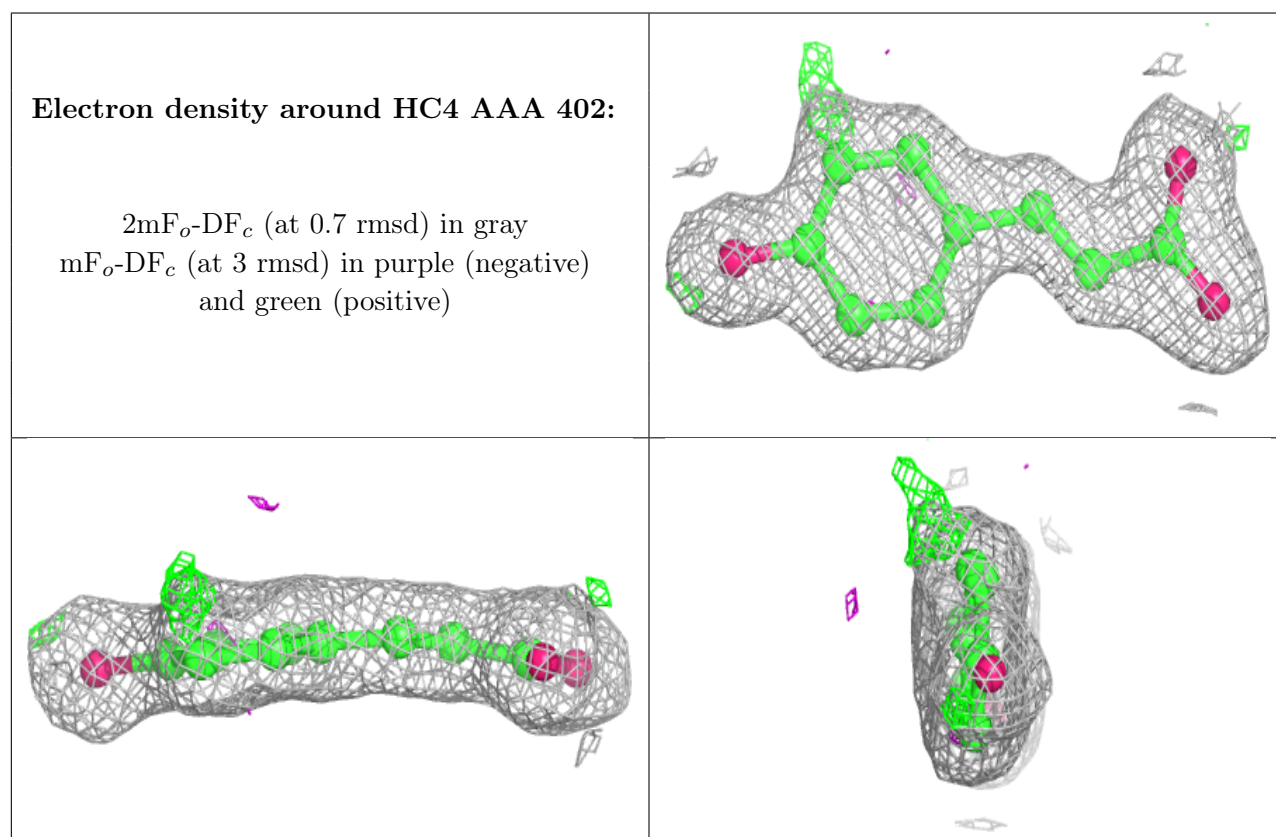 Electron density around HC4 AAA 402:
2mFₒ-DF𝒸 (at 0.7 rmsd) in gray
mFₒ-DF𝒸 (at 3 rmsd) in purple (negative)
and green (positive)